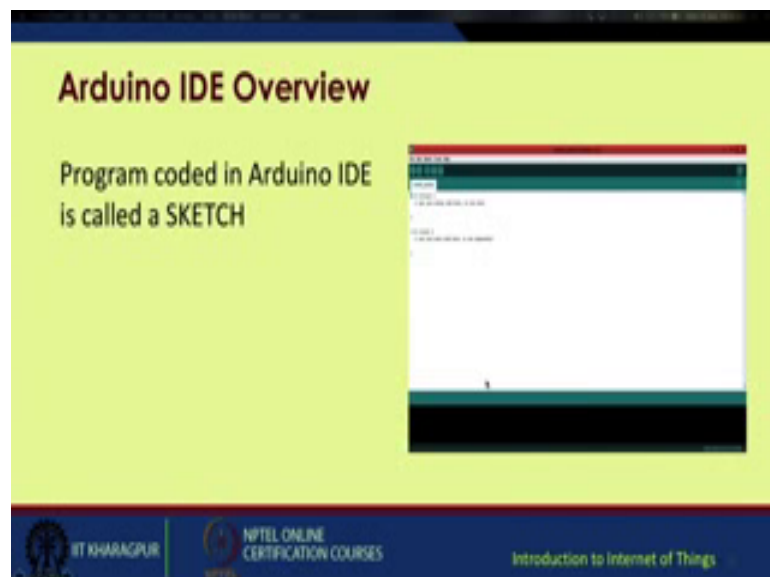 Arduino IDE Overview
Program coded in Arduino IDE
is called a SKETCH
IIT KHARAGPUR
NPTEL ONLINE
CERTIFICATION COURSES
NPTEL
Introduction to Internet of Things